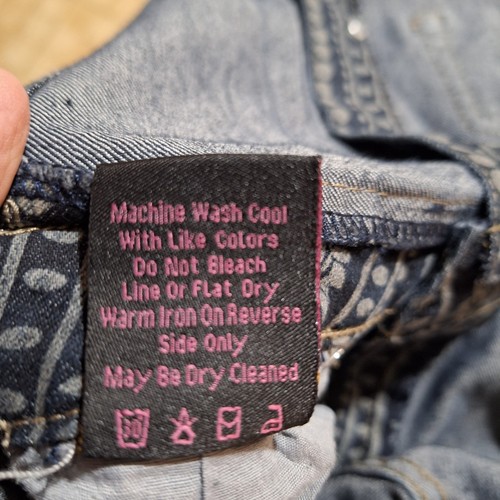 Machine Wash Cool
With Like Colors
Do Not Bleach
Line Or Flat Dry
Warm Iron On Reverse
Side Only
May Be Dry Cleaned
30